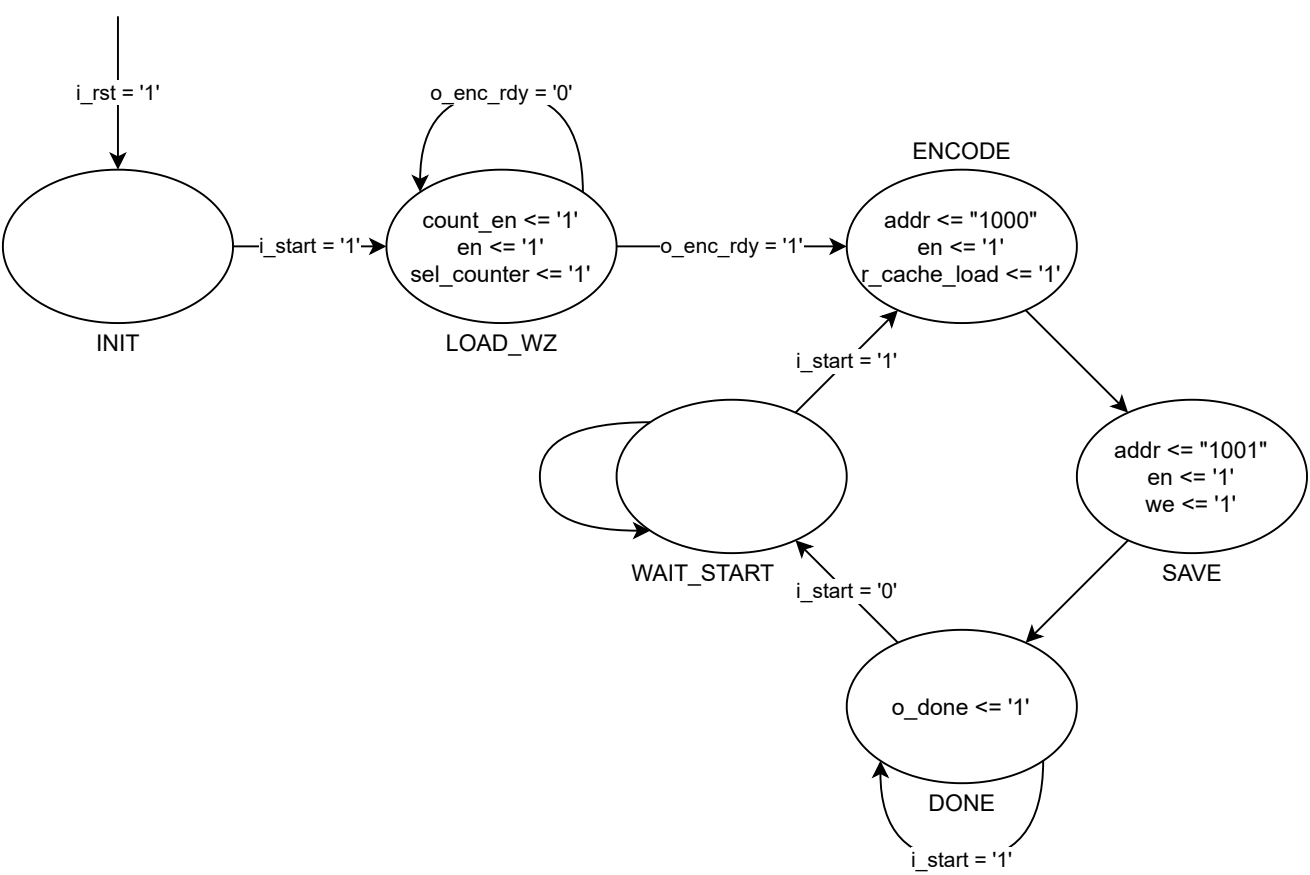 i_rst = '1'
o_enc_rdy = '0'
ENCODE
i_start = '1'
count_en <= '1'
en <= '1'
sel_counter <= '1'
o_enc_rdy = '1'
addr <= "1000"
en <= '1'
r_cache_load <= '1'
INIT
LOAD_WZ
i_start = '1'
addr <= "1001"
en <= '1'
we <= '1'
WAIT_START
SAVE
i_start = '0'
o_done <= '1'
DONE
i_start = '1'